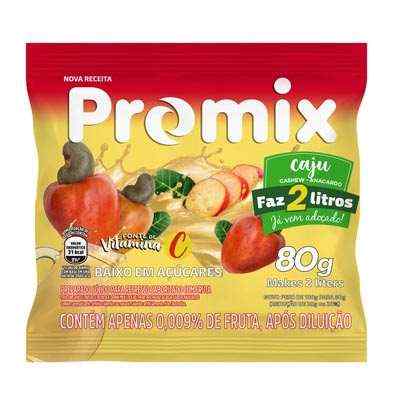 NOVA RECEITA
Promix
caju
CASHEW - ANACARDO
Faz 2 litros
Já vem adoçado!
FONTE DE
Vitamina C
BAIXO EM AÇÚCARES
80g
Makes 2 liters
CONTÉM APENAS 0,009% DE FRUTA, APÓS DILUIÇÃO